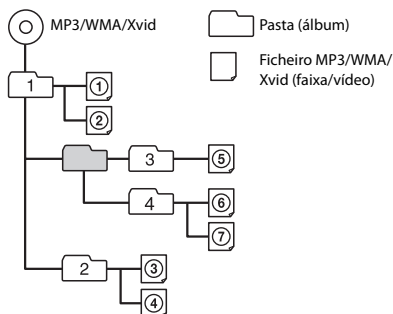 MP3/WMA/Xvid
Pasta (álbum)
Ficheiro MP3/WMA/
Xvid (faixa/vídeo)
1
①
②
3
⑤
4
⑥
⑦
2
③
④